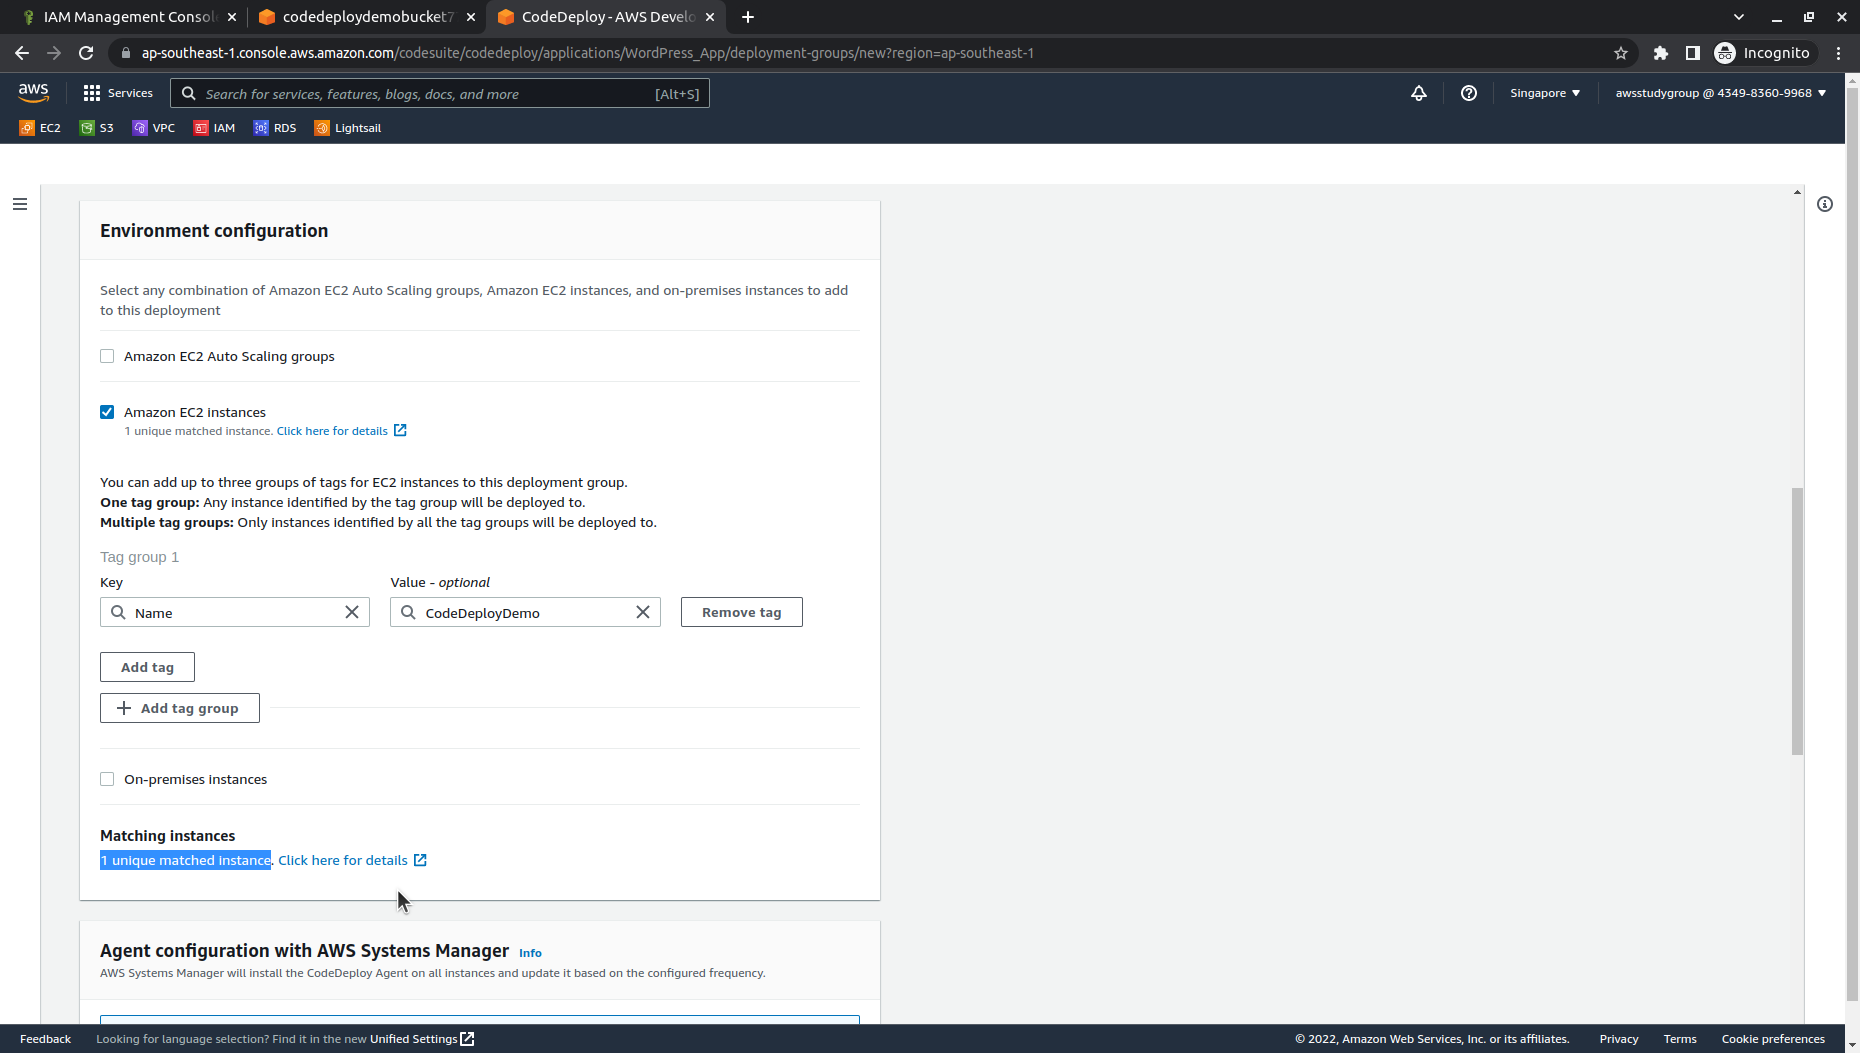 IAM Management Consol
codedeploydemobucket7
CodeDeploy - AWS Develo
ap-southeast-1.console.aws.amazon.com/codesuite/codedeploy/applications/WordPress_App/deployment-groups/new?region=ap-southeast-1
Incognito
aws
Services
Search for services, features, blogs, docs, and more
[Alt+S]
Singapore
awsstudygroup @ 4349-8360-9968
EC2
S3
VPC
IAM
RDS
Lightsail
Environment configuration
Select any combination of Amazon EC2 Auto Scaling groups, Amazon EC2 instances, and on-premises instances to add
to this deployment
Amazon EC2 Auto Scaling groups
Amazon EC2 instances
1 unique matched instance. Click here for details
You can add up to three groups of tags for EC2 instances to this deployment group.
One tag group: Any instance identified by the tag group will be deployed to.
Multiple tag groups: Only instances identified by all the tag groups will be deployed to.
Tag group 1
Key
Value - optional
Name
CodeDeployDemo
Remove tag
Add tag
Add tag group
On-premises instances
Matching instances
1 unique matched instance. Click here for details
Agent configuration with AWS Systems Manager Info
AWS Systems Manager will install the CodeDeploy Agent on all instances and update it based on the configured frequency.
Feedback
Looking for language selection? Find it in the new Unified Settings
© 2022, Amazon Web Services, Inc. or its affiliates.
Privacy
Terms
Cookie preferences